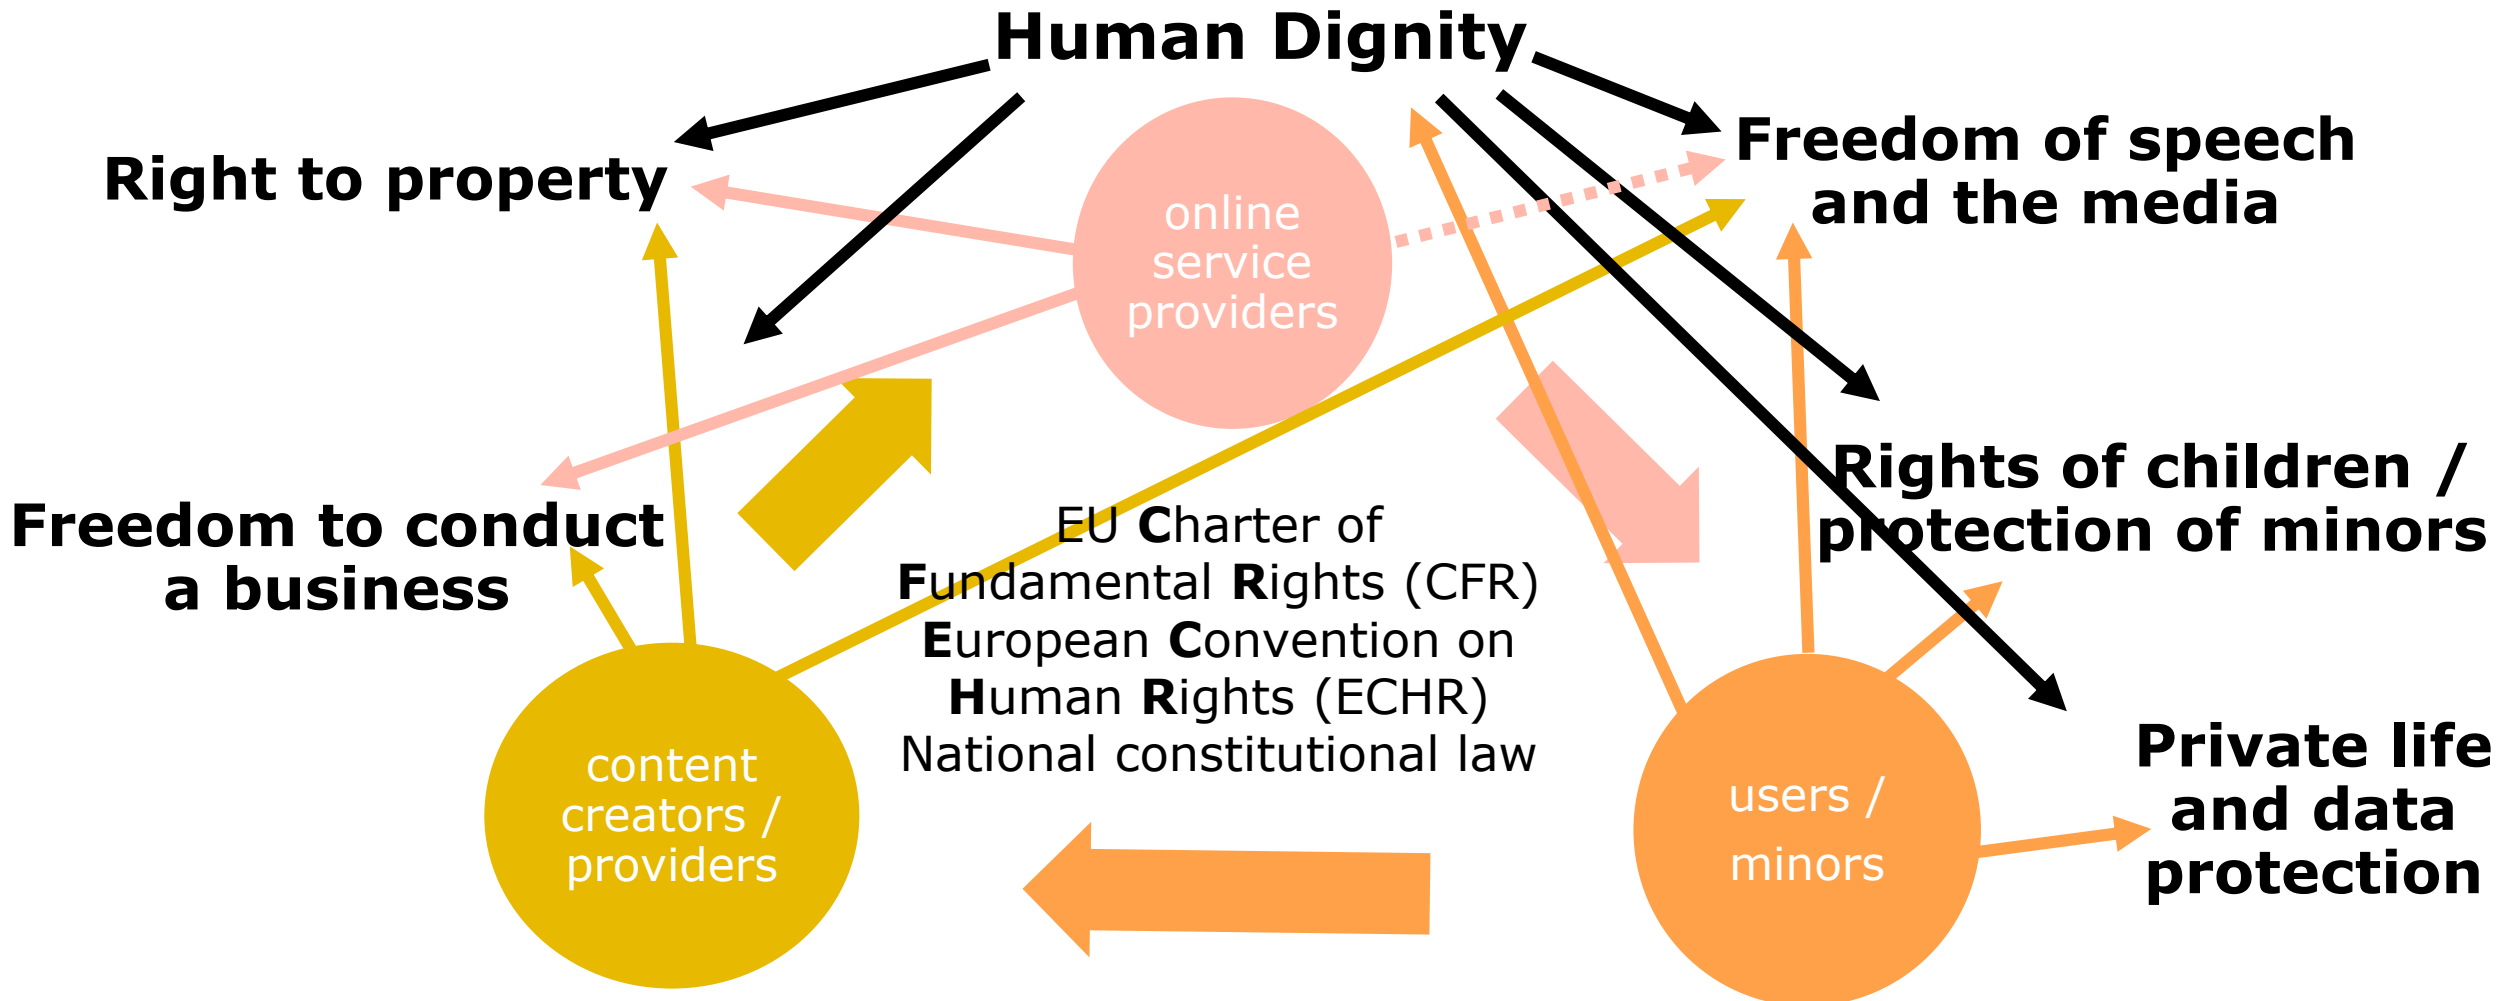 Human Dignity
Right to property
Freedom of speech
and the media
online
service
providers
Freedom to conduct
a business
Rights of children /
protection of minors
EU Charter of
Fundamental Rights (CFR)
European Convention on
Human Rights (ECHR)
National constitutional law
content
creators /
providers
users /
minors
Private life
and data
protection